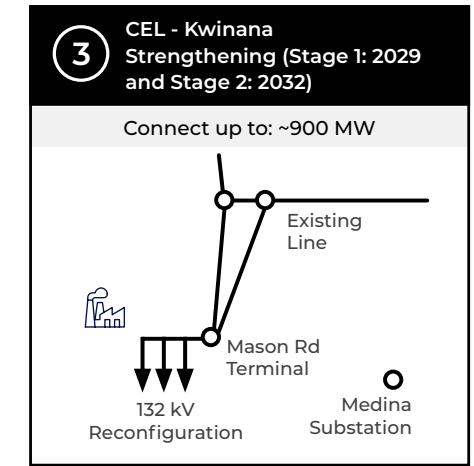 3
CEL - Kwinana
Strengthening (Stage 1: 2029
and Stage 2: 2032)
Connect up to: ~900 MW
Existing
Line
Mason Rd
Terminal
132 kV
Reconfiguration
Medina
Substation